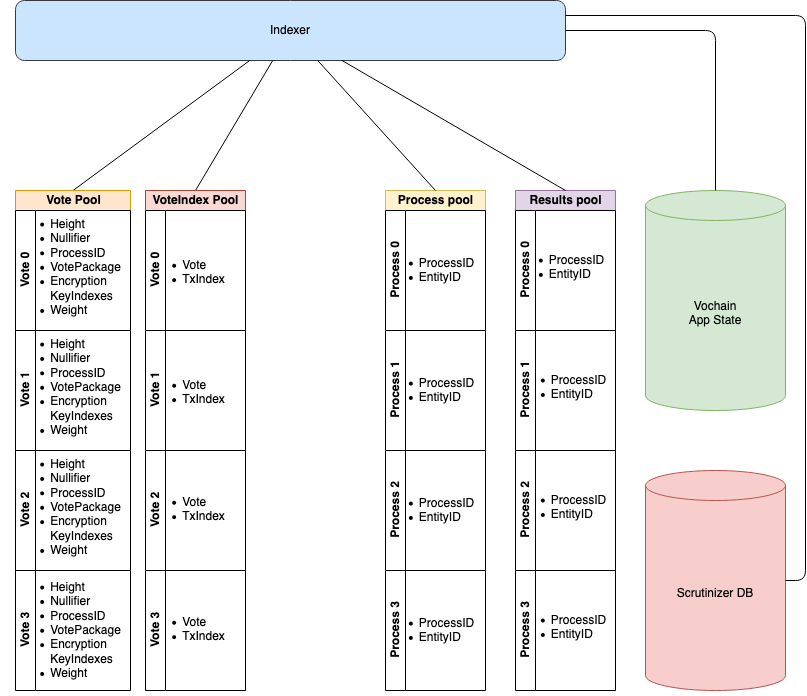 Indexer
Vote Pool
Vote 0
Height
Nullifier
ProcessID
VotePackage
Encryption
KeyIndexes
Weight
Vote 1
Height
Nullifier
ProcessID
VotePackage
Encryption
KeyIndexes
Weight
Vote 2
Height
Nullifier
ProcessID
VotePackage
Encryption
KeyIndexes
Weight
Vote 3
Height
Nullifier
ProcessID
VotePackage
Encryption
KeyIndexes
Weight
VoteIndex Pool
Vote 0
Vote
TxIndex
Vote 1
Vote
TxIndex
Vote 2
Vote
TxIndex
Vote 3
Vote
TxIndex
Process pool
Process 0
ProcessID
EntityID
Process 1
ProcessID
EntityID
Process 2
ProcessID
EntityID
Process 3
ProcessID
EntityID
Results pool
Process 0
ProcessID
EntityID
Process 1
ProcessID
EntityID
Process 2
ProcessID
EntityID
Process 3
ProcessID
EntityID
Vochain
App State
Scrutinizer DB